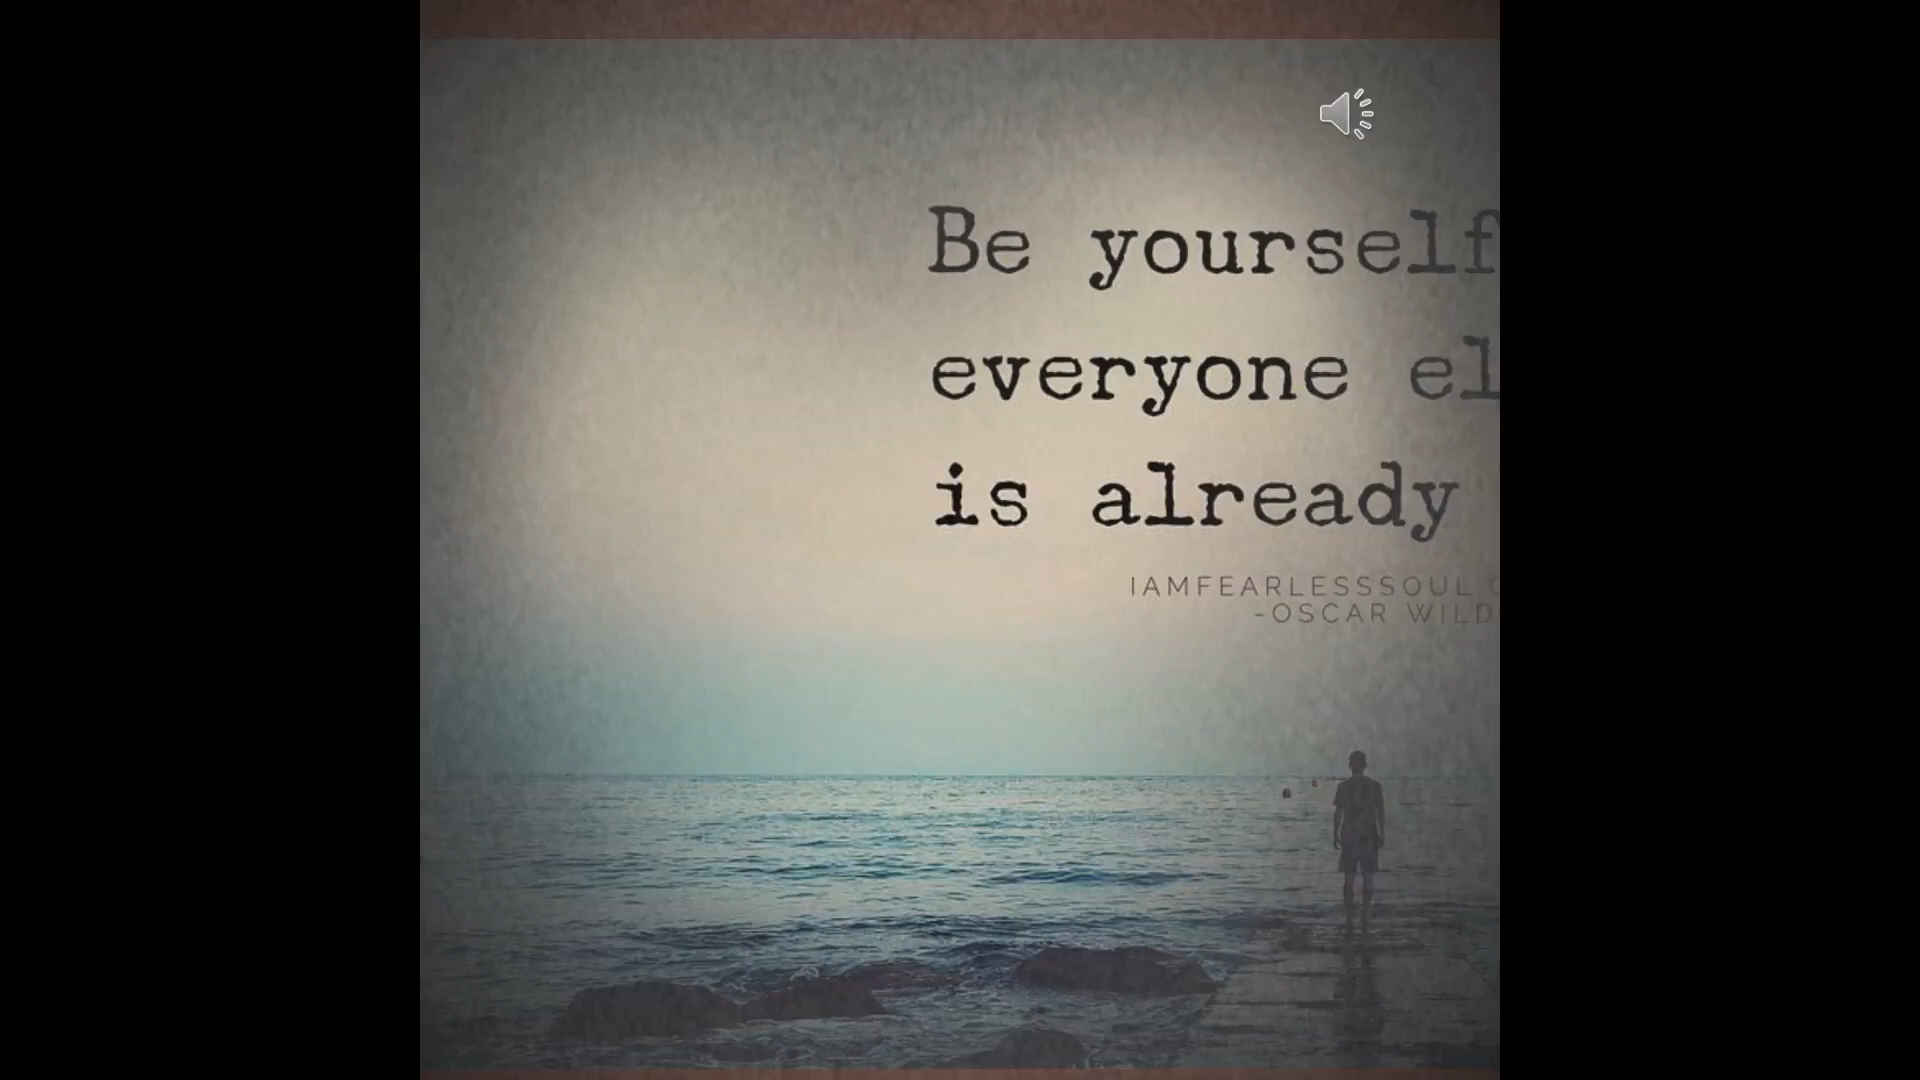 Be yourself
everyone el
is already
IAMFEARLESSSOUL
-OSCAR WILD